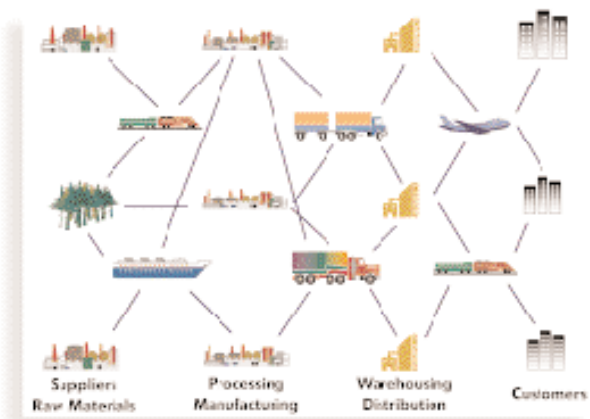 Suppliers
Raw Materials
Processing
Manufacturing
Warehousing
Distribution
Customers